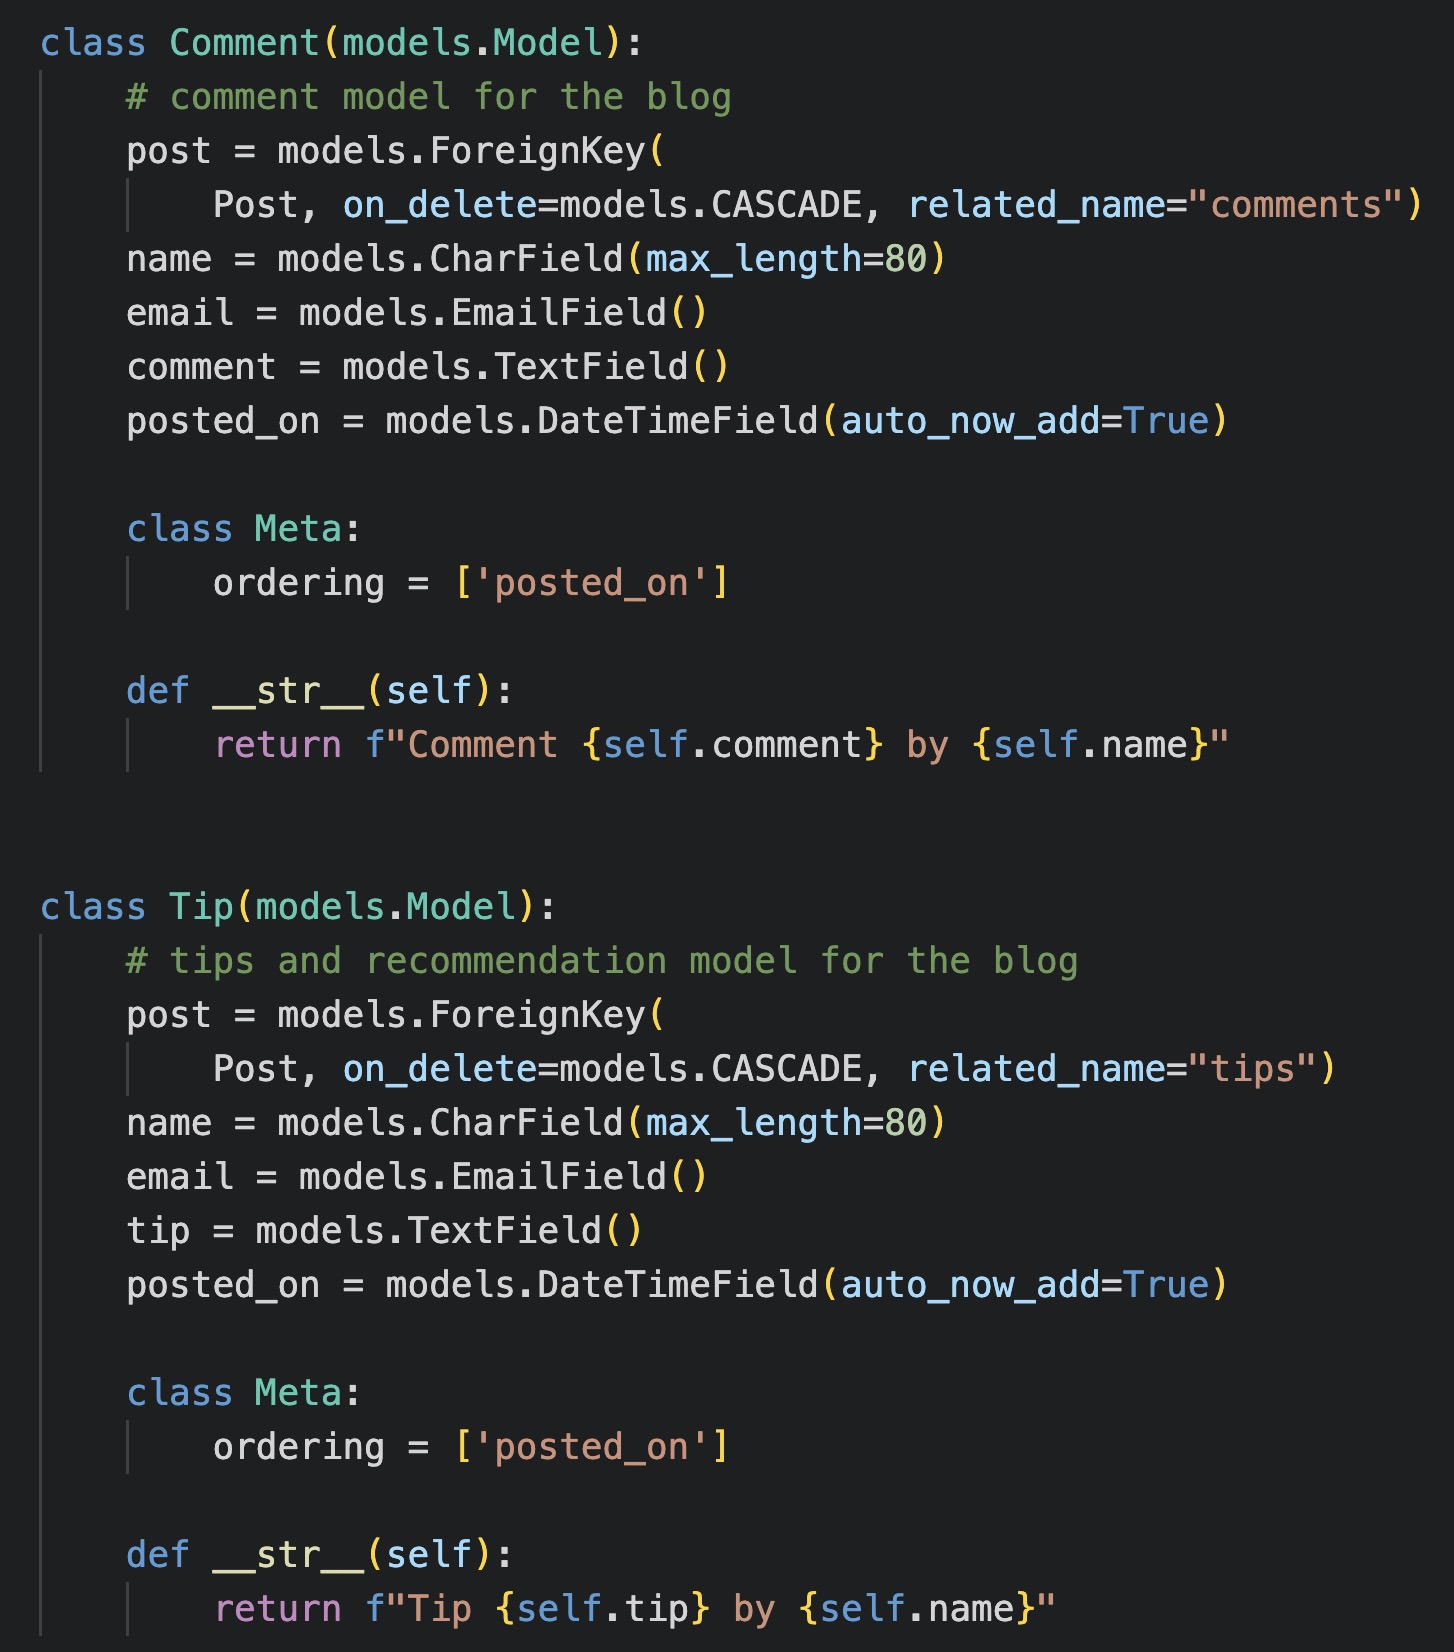 class Comment(models.Model):
    # comment model for the blog
    post = models.ForeignKey(
        Post, on_delete=models.CASCADE, related_name="comments")
    name = models.CharField(max_length=80)
    email = models.EmailField()
    comment = models.TextField()
    posted_on = models.DateTimeField(auto_now_add=True)

    class Meta:
        ordering = ['posted_on']

    def __str__(self):
        return f"Comment {self.comment} by {self.name}"


class Tip(models.Model):
    # tips and recommendation model for the blog
    post = models.ForeignKey(
        Post, on_delete=models.CASCADE, related_name="tips")
    name = models.CharField(max_length=80)
    email = models.EmailField()
    tip = models.TextField()
    posted_on = models.DateTimeField(auto_now_add=True)

    class Meta:
        ordering = ['posted_on']

    def __str__(self):
        return f"Tip {self.tip} by {self.name}"